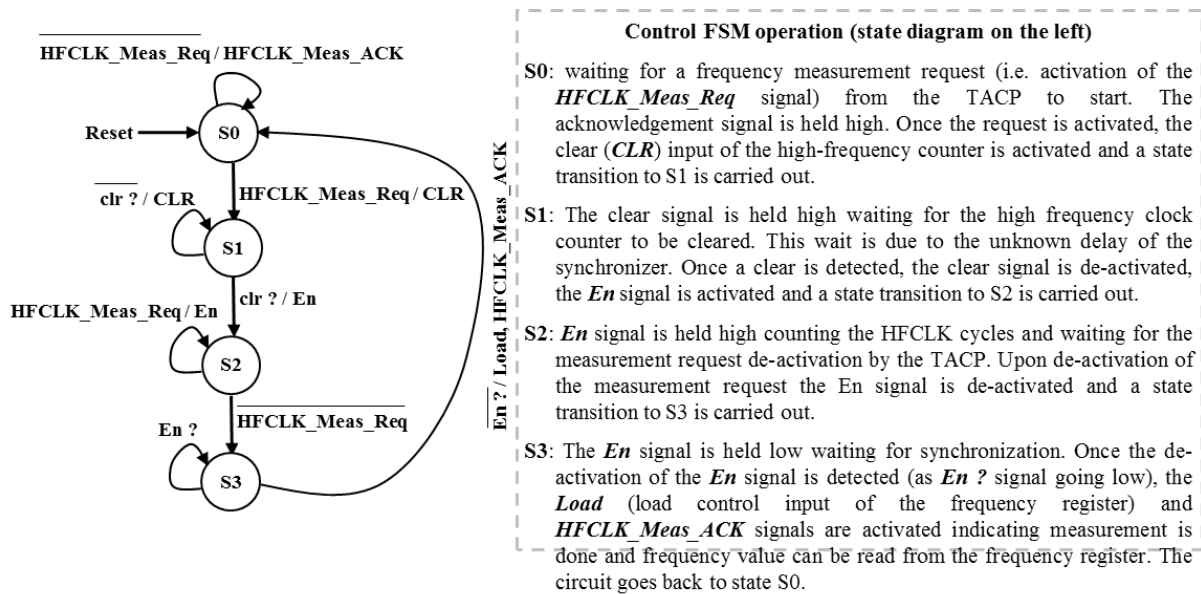 HFCLK_Meas_Req / HFCLK_Meas_ACK
Reset
S0
HFCLK_Meas_Req / CLR
clr ? / CLR
S1
clr ? / En
HFCLK_Meas_Req / En
S2
HFCLK_Meas_Req
En ?
S3
En ? / Load, HFCLK_Meas_ACK
Control FSM operation (state diagram on the left)
S0: waiting for a frequency measurement request (i.e. activation of the
HFCLK_Meas_Req signal) from the TACP to start. The
acknowledgement signal is held high. Once the request is activated, the
clear (CLR) input of the high-frequency counter is activated and a state
transition to S1 is carried out.
S1: The clear signal is held high waiting for the high frequency clock
counter to be cleared. This wait is due to the unknown delay of the
synchronizer. Once a clear is detected, the clear signal is de-activated,
the En signal is activated and a state transition to S2 is carried out.
S2: En signal is held high counting the HFCLK cycles and waiting for the
measurement request de-activation by the TACP. Upon de-activation of
the measurement request the En signal is de-activated and a state
transition to S3 is carried out.
S3: The En signal is held low waiting for synchronization. Once the de-
activation of the En signal is detected (as En ? signal going low), the
Load (load control input of the frequency register) and
HFCLK_Meas_ACK signals are activated indicating measurement is
done and frequency value can be read from the frequency register. The
circuit goes back to state S0.